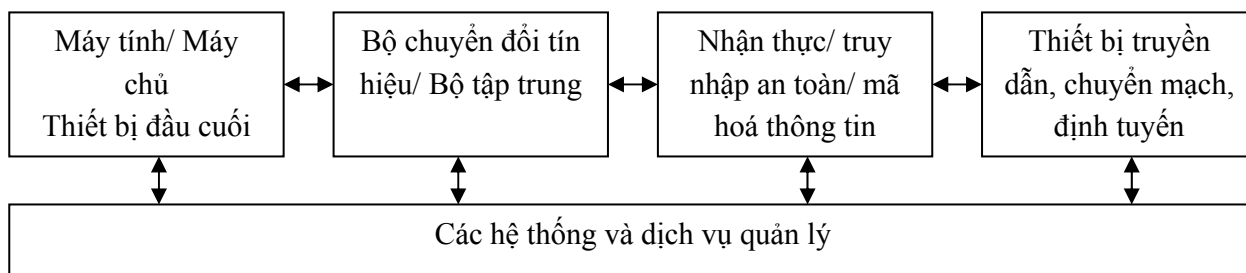 Máy tính/ Máy
chủ
Thiết bị đầu cuối
Bộ chuyển đổi tín
hiệu/ Bộ tập trung
Nhận thực/ truy
nhập an toàn/ mã
hoá thông tin
Thiết bị truyền
dẫn, chuyển mạch,
định tuyến
Các hệ thống và dịch vụ quản lý